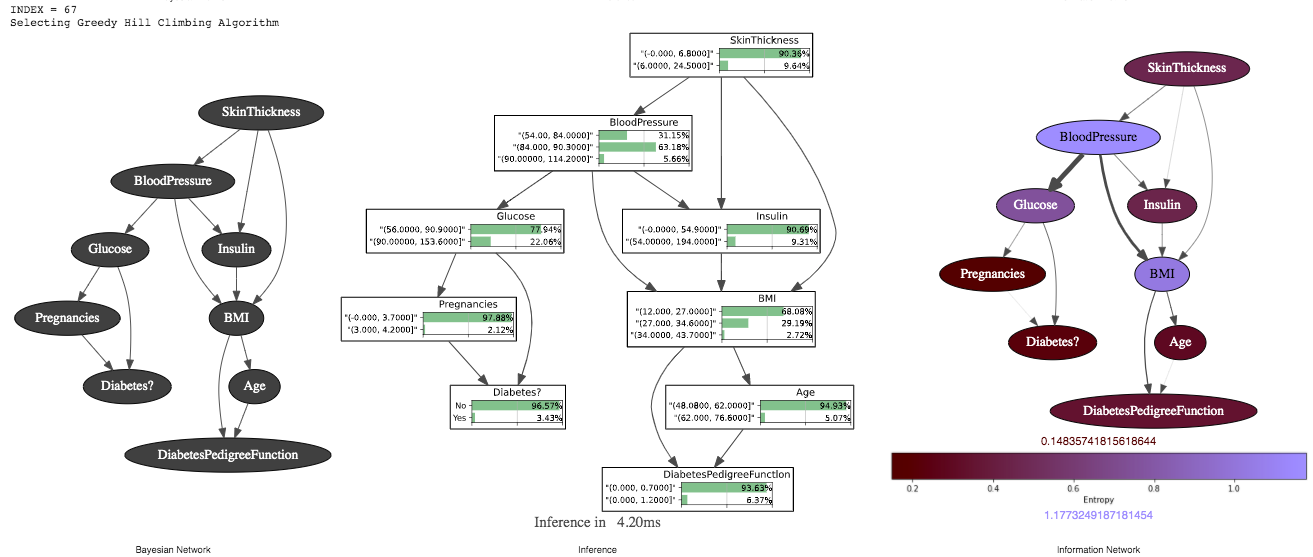 INDEX = 67
Selecting Greedy Hill Climbing Algorithm
SkinThickness
BloodPressure
Glucose
Insulin
Pregnancies
BMI
Diabetes?
Age
DiabetesPedigreeFunction
Bayesian Network
SkinThickness
"(-0.000, 6.8000]" 90.36%
"(6.0000, 24.5000]" 9.64%
BloodPressure
"(54.00, 84.0000]" 31.15%
"(84.000, 90.3000]" 63.18%
"(90.00000, 114.2000]" 5.66%
Glucose
"(56.0000, 90.9000]" 77.94%
"(90.00000, 153.6000]" 22.06%
Insulin
"(-0.0000, 54.9000]" 90.69%
"(54.00000, 194.0000]" 9.31%
Pregnancies
"(-0.000, 3.7000]" 97.88%
"(3.000, 4.2000]" 2.12%
BMI
"(12.000, 27.0000]" 68.08%
"(27.000, 34.6000]" 29.19%
"(34.0000, 43.7000]" 2.72%
Diabetes?
No 96.57%
Yes 3.43%
Age
"(48.0800, 62.0000]" 94.93%
"(62.000, 76.6000]" 5.07%
DiabetesPedigreeFunction
"(0.000, 0.7000]" 93.63%
"(0.000, 1.2000]" 6.37%
Inference in 4.20ms
Inference
SkinThickness
BloodPressure
Glucose
Insulin
Pregnancies
BMI
Diabetes?
Age
DiabetesPedigreeFunction
0.14835741815618644
0.2 0.4 0.6 0.8 1.0
Entropy
1.1773249187181454
Information Network